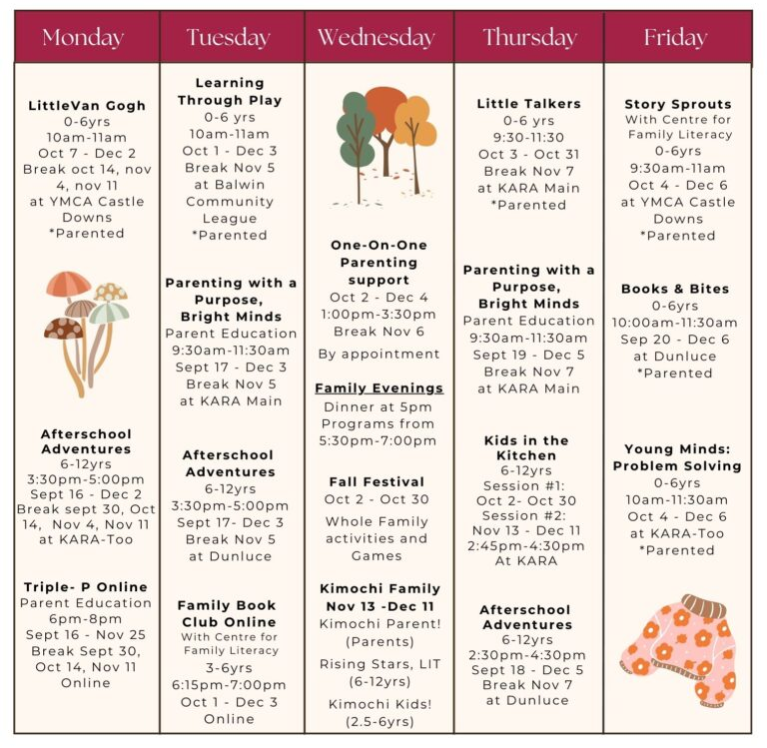 Monday
Tuesday
Wednesday
Thursday
Friday
LittleVan Gogh
0-6yrs
10am-11am
Oct 7 - Dec 2
Break oct 14, nov
4, nov 11
at YMCA Castle
Downs
*Parented
Afterschool
Adventures
6-12yrs
3:30pm-5:00pm
Sept 16 - Dec 2
Break sept 30, Oct
14, Nov 4, Nov 11
at KARA-Too
Triple- P Online
Parent Education
6pm-8pm
Sept 16 - Nov 25
Break Sept 30,
Oct 14, Nov 11
Online
Learning
Through Play
0-6 yrs
10am-11am
Oct 1 - Dec 3
Break Nov 5
at Balwin
Community
League
*Parented
Parenting with a
Purpose,
Bright Minds
Parent Education
9:30am-11:30am
Sept 17 - Dec 3
Break Nov 5
at KARA Main
Afterschool
Adventures
6-12yrs
3:30pm-5:00pm
Sept 17- Dec 3
Break Nov 5
at Dunluce
Family Book
Club Online
With Centre for
Family Literacy
3-6yrs
6:15pm-7:00pm
Oct 1 - Dec 3
Online
One-On-One
Parenting
support
Oct 2 - Dec 4
1:00pm-3:30pm
Break Nov 6
By appointment
Family Evenings
Dinner at 5pm
Programs from
5:30pm-7:00pm
Fall Festival
Oct 2 - Oct 30
Whole Family
activities and
Games
Kimochi Family
Nov 13 -Dec 11
Kimochi Parent!
(Parents)
Rising Stars, LIT
(6-12yrs)
Kimochi Kids!
(2.5-6yrs)
Little Talkers
0-6 yrs
9:30-11:30
Oct 3 - Oct 31
Break Nov 7
at KARA Main
*Parented
Parenting with a
Purpose,
Bright Minds
Parent Education
9:30am-11:30am
Sept 19 - Dec 5
Break Nov 7
at KARA Main
Kids in the
Kitchen
6-12yrs
Session #1:
Oct 2- Oct 30
Session #2:
Nov 13 - Dec 11
2:45pm-4:30pm
At KARA
Afterschool
Adventures
6-12yrs
2:30pm-4:30pm
Sept 18 - Dec 5
Break Nov 7
at Dunluce
Story Sprouts
With Centre for
Family Literacy
0-6yrs
9:30am-11am
Oct 4 - Dec 6
at YMCA Castle
Downs
*Parented
Books & Bites
0-6yrs
10:00am-11:30am
Sep 20 - Dec 6
at Dunluce
*Parented
Young Minds:
Problem Solving
0-6yrs
10am-11:30am
Oct 4 - Dec 6
at KARA-Too
*Parented